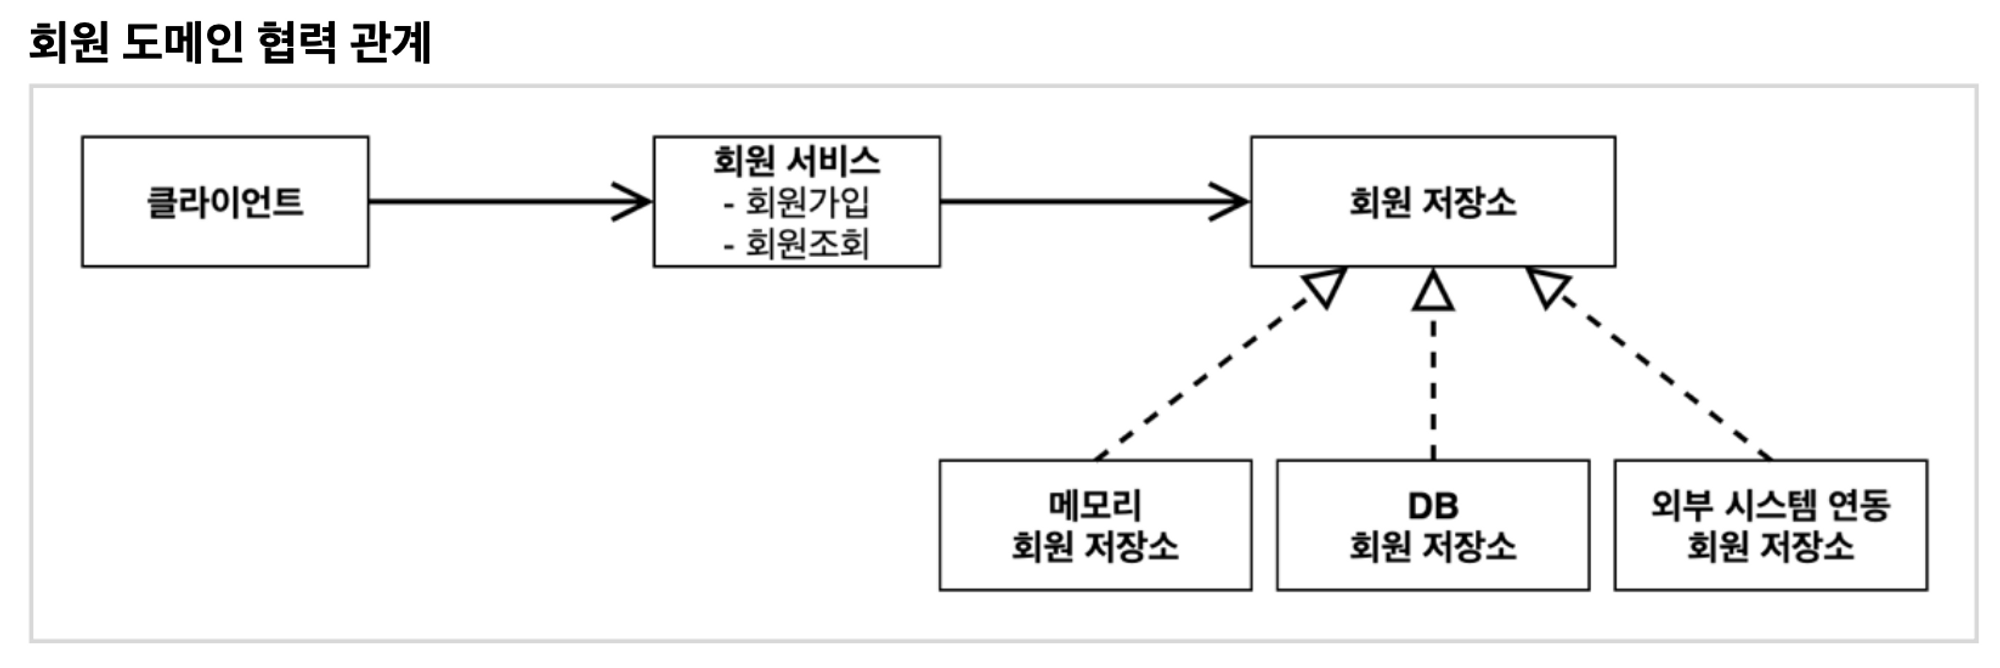 회원 도메인 협력 관계
클라이언트
회원 서비스
- 회원가입
- 회원조회
회원 저장소
메모리
회원 저장소
DB
회원 저장소
외부 시스템 연동
회원 저장소